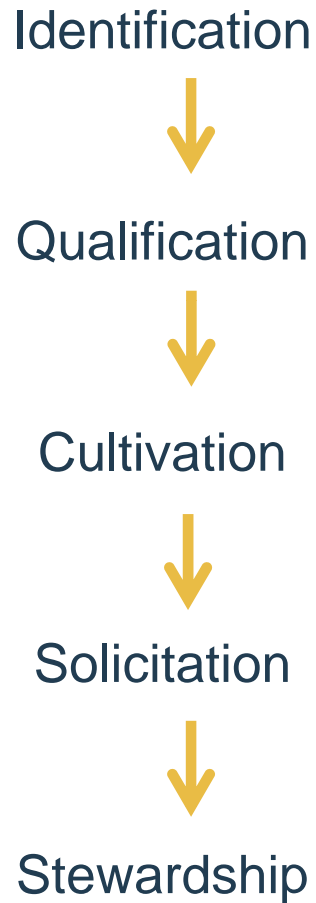 Identification
Qualification
Cultivation
Solicitation
Stewardship